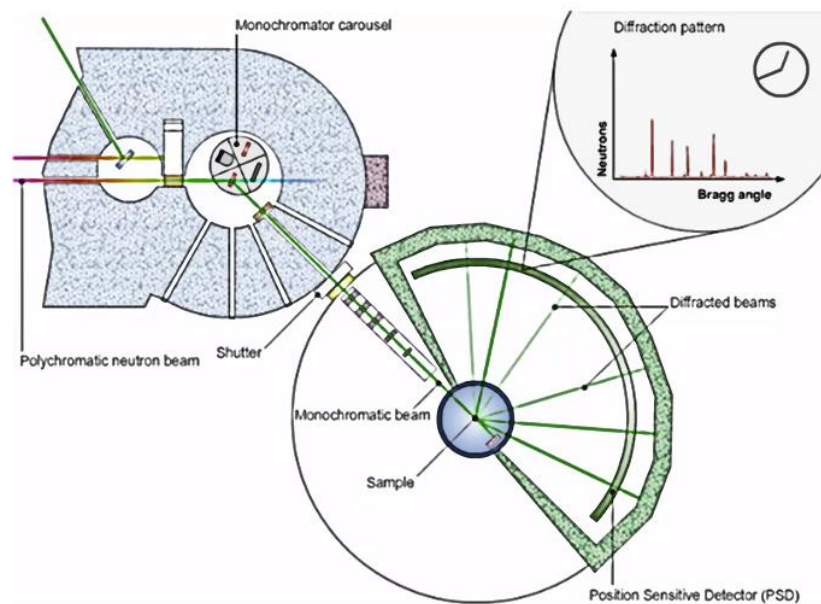 Monochromator carousel
Diffraction pattern
Neutrons
Bragg angle
Polychromatic neutron beam
Shutter
Diffracted beams
Monochromatic beam
Sample
Position Sensitive Detector (PSD)